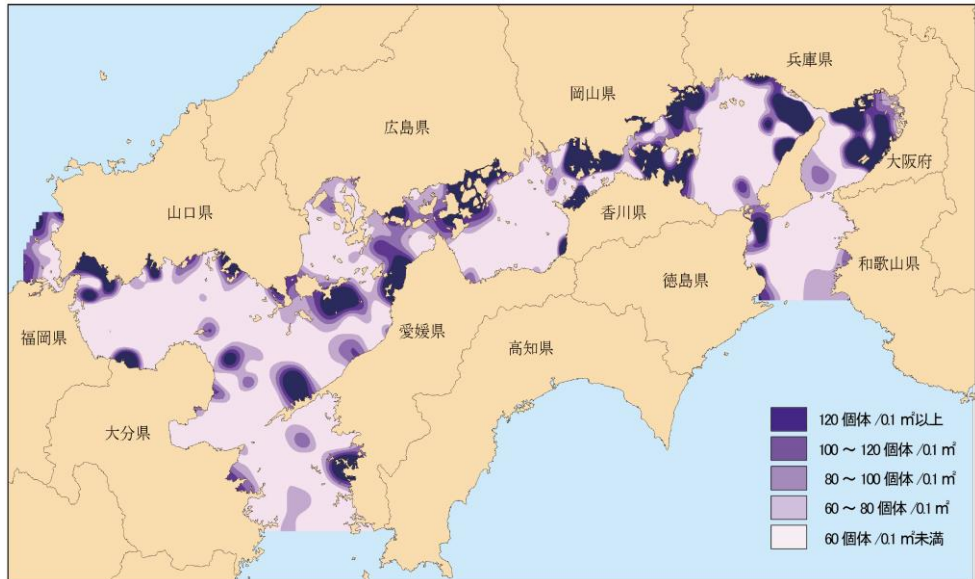 兵庫県
岡山県
広島県
大阪府
山口県
香川県
和歌山県
徳島県
福岡県
愛媛県
高知県
大分県
120 個体 /0.1 ㎡以上
100 ～ 120 個体 /0.1 ㎡
80 ～ 100 個体 /0.1 ㎡
60 ～ 80 個体 /0.1 ㎡
60 個体 /0.1 ㎡未満